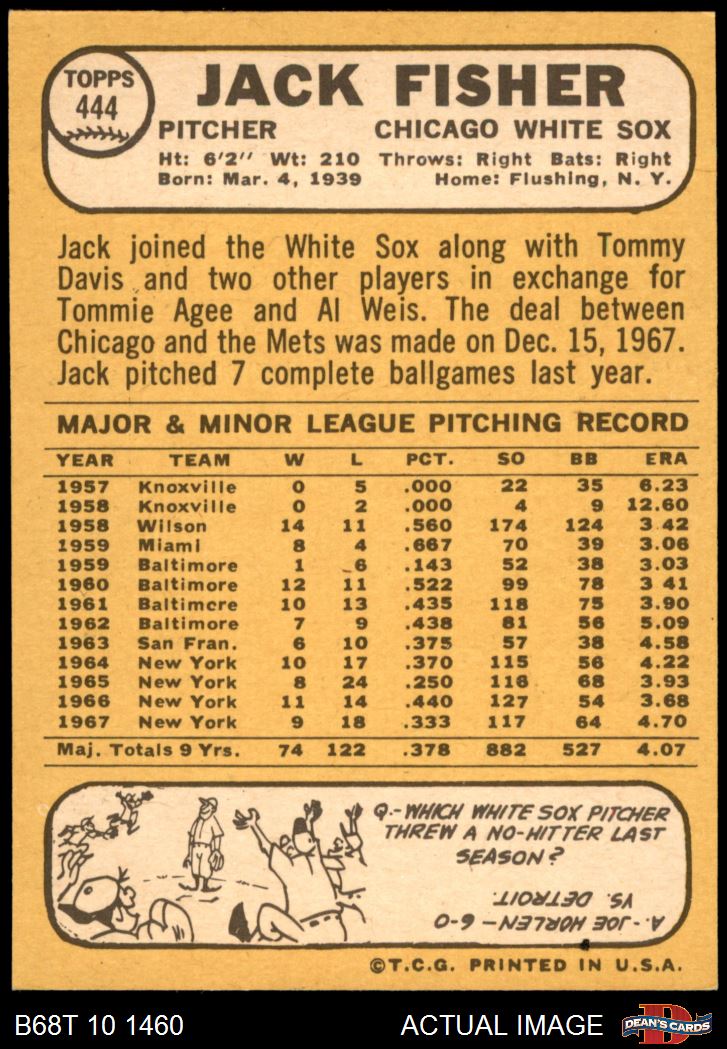 TOPPS
444
JACK FISHER
PITCHER CHICAGO WHITE SOX
Ht: 6'2" Wt: 210 Throws: Right Bats: Right
Born: Mar. 4, 1939 Home: Flushing, N. Y.
Jack joined the White Sox along with Tommy
Davis and two other players in exchange for
Tommie Agee and Al Weis. The deal between
Chicago and the Mets was made on Dec. 15, 1967.
Jack pitched 7 complete ballgames last year.
MAJOR & MINOR LEAGUE PITCHING RECORD
YEAR TEAM W L PCT. SO BB ERA
1957 Knoxville 0 5 .000 22 35 6.23
1958 Knoxville 0 2 .000 4 9 12.60
1958 Wilson 14 11 .560 174 124 3.42
1959 Miami 8 4 .667 70 39 3.06
1959 Baltimore 1 6 .143 52 38 3.03
1960 Baltimore 12 11 .522 99 78 3 41
1961 Baltimore 10 13 .435 118 75 3.90
1962 Baltimore 7 9 .438 81 56 5.09
1963 San Fran. 6 10 .375 57 38 4.58
1964 New York 10 17 .370 115 56 4.22
1965 New York 8 24 .250 116 68 3.93
1966 New York 11 14 .440 127 54 3.68
1967 New York 9 18 .333 117 64 4.70
Maj. Totals 9 Yrs. 74 122 .378 882 527 4.07
Q.-WHICH WHITE SOX PITCHER
THREW A NO-HITTER LAST
SEASON?
A.-JOE HORLEN-6-0
VS. DETROIT.
©T.C.G. PRINTED IN U.S.A.
B68T 10 1460 ACTUAL IMAGE
D
DEAN'S CARDS